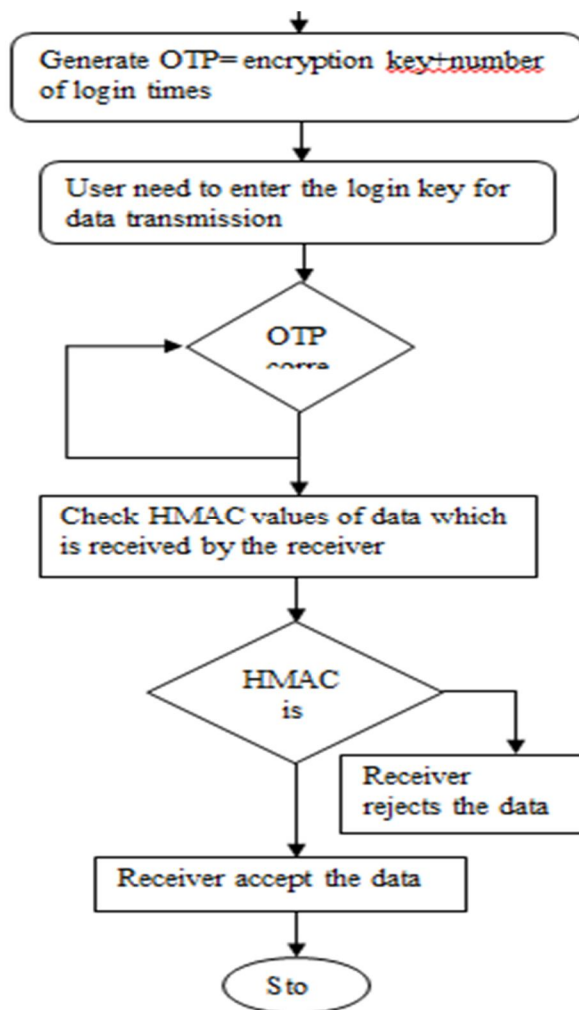 Generate OTP= encryption key+number
of login times
User need to enter the login key for
data transmission
OTP
corre
Check HMAC values of data which
is received by the receiver
HMAC
is
Receiver
rejects the data
Receiver accept the data
Sto